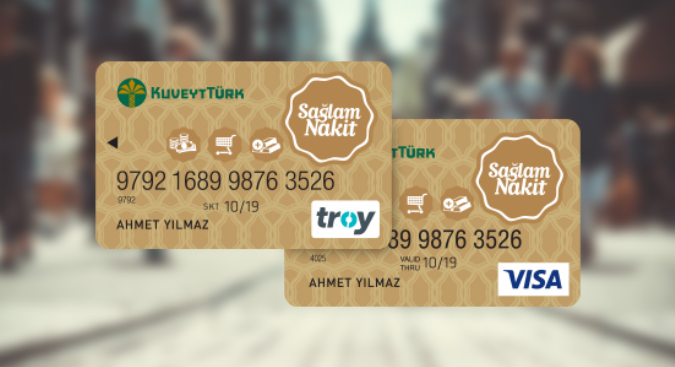 KUVEYTTÜRK
Sağlam
Nakit
9792 1689 9876 3526
9792
SKT 10/19
AHMET YILMAZ
troy
TÜRK
Sağlam
Nakit
89 9876 3526
4025
VALID
THRU 10/19
AHMET YILMAZ
VISA